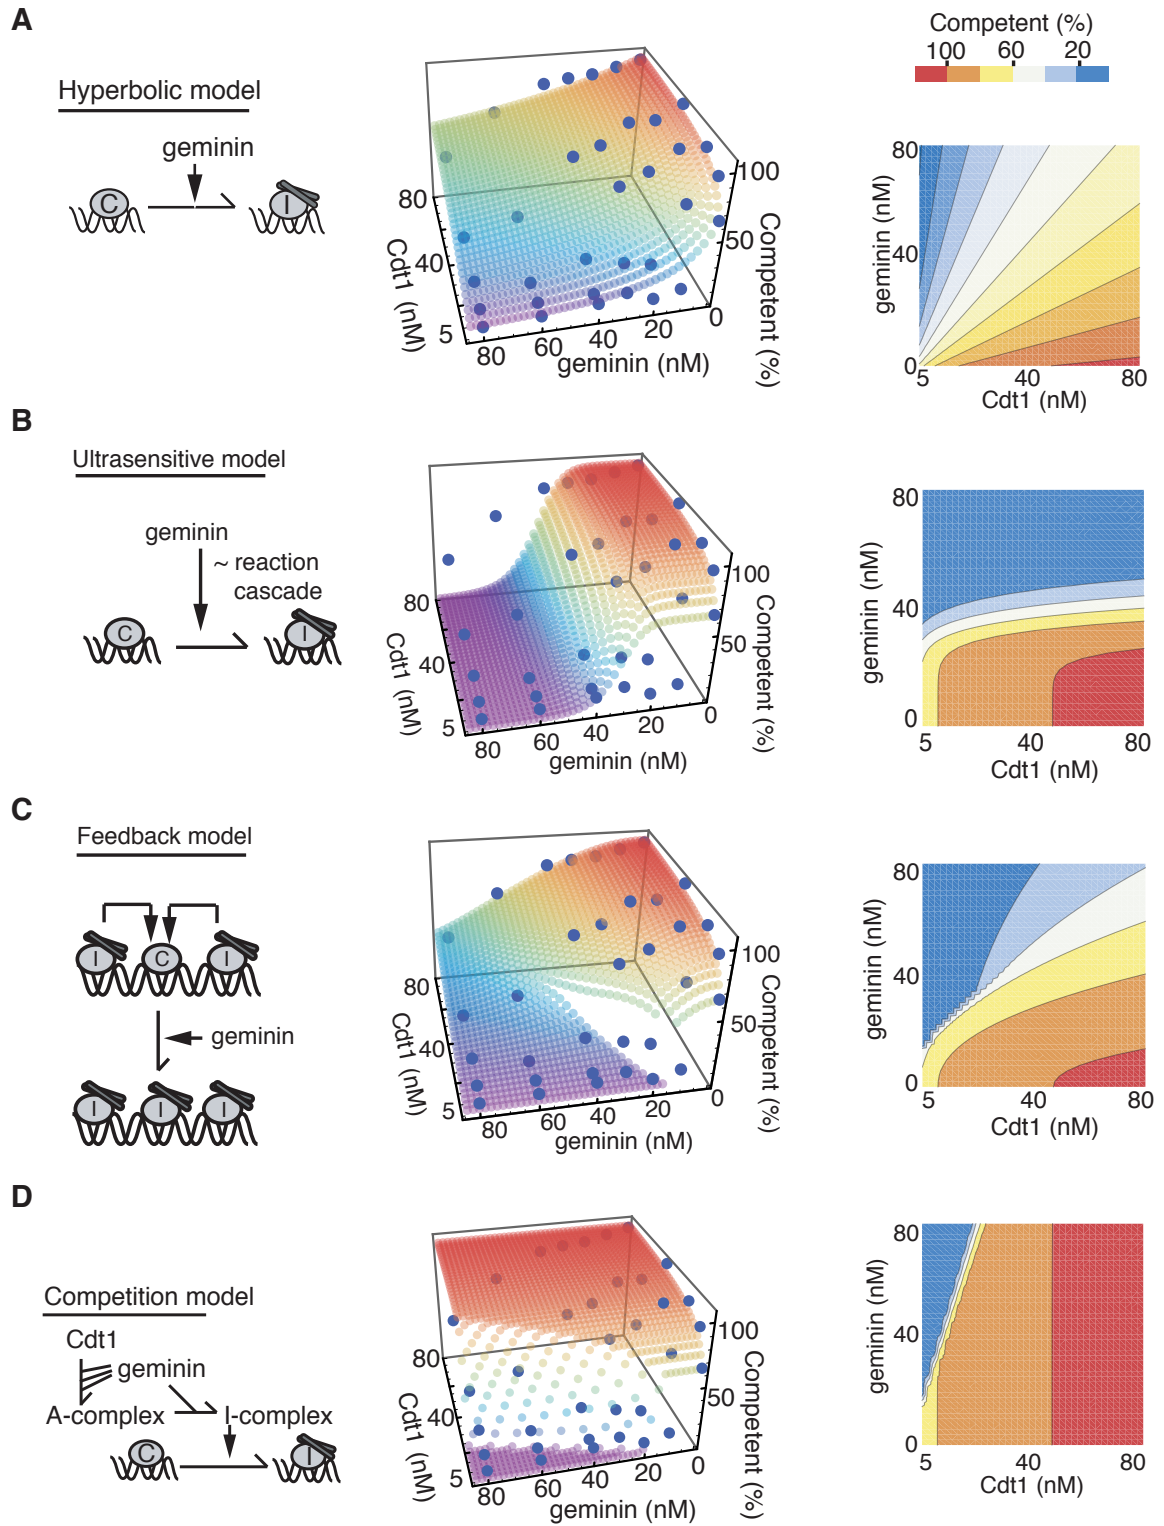 A
Hyperbolic model
geminin
C
I
80
40
5
Cdt1 (nM)
80
60
40
20
0
geminin (nM)
100
50
Competent (%)
Competent (%)
100
60
20
80
40
0
geminin (nM)
5
40
80
Cdt1 (nM)
B
Ultrasensitive model
geminin
~ reaction
cascade
C
I
80
40
5
Cdt1 (nM)
80
60
40
20
0
geminin (nM)
100
50
Competent (%)
80
40
0
geminin (nM)
5
40
80
Cdt1 (nM)
C
Feedback model
I
C
I
geminin
I
I
I
80
40
5
Cdt1 (nM)
80
60
40
20
0
geminin (nM)
100
50
Competent (%)
80
40
0
geminin (nM)
5
40
80
Cdt1 (nM)
D
Competition model
Cdt1
geminin
A-complex
I-complex
C
I
80
40
5
Cdt1 (nM)
80
60
40
20
0
geminin (nM)
100
50
Competent (%)
80
40
0
geminin (nM)
5
40
80
Cdt1 (nM)